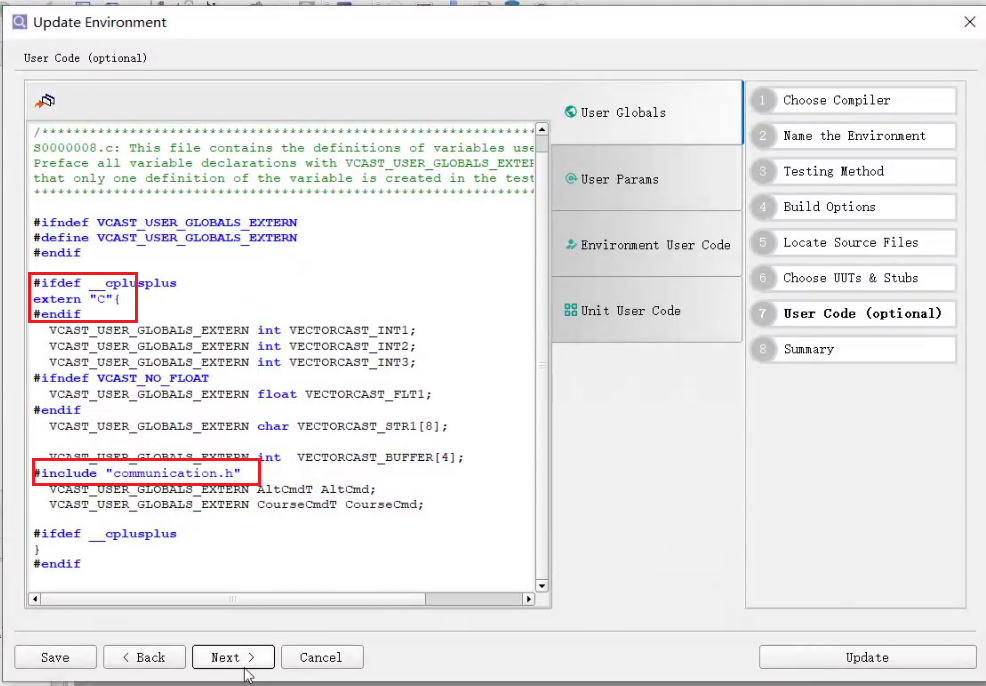 Update Environment
User Code (optional)
/***************************************************************
S0000008.c: This file contains the definitions of variables use
Preface all variable declarations with VCAST_USER_GLOBALS_EXTER
that only one definition of the variable is created in the test
***************************************************************
#ifndef VCAST_USER_GLOBALS_EXTERN
#define VCAST_USER_GLOBALS_EXTERN
#endif
#ifdef __cplusplus
extern "C"{
#endif
VCAST_USER_GLOBALS_EXTERN int VECTORCAST_INT1;
VCAST_USER_GLOBALS_EXTERN int VECTORCAST_INT2;
VCAST_USER_GLOBALS_EXTERN int VECTORCAST_INT3;
#ifndef VCAST_NO_FLOAT
VCAST_USER_GLOBALS_EXTERN float VECTORCAST_FLT1;
#endif
VCAST_USER_GLOBALS_EXTERN char VECTORCAST_STR1[8];
VCAST_USER_GLOBALS_EXTERN int VECTORCAST_BUFFER[4];
#include "communication.h"
VCAST_USER_GLOBALS_EXTERN AltCmdT AltCmd;
VCAST_USER_GLOBALS_EXTERN CourseCmdT CourseCmd;
#ifdef __cplusplus
}
#endif
User Globals
User Params
Environment User Code
Unit User Code
1 Choose Compiler
2 Name the Environment
3 Testing Method
4 Build Options
5 Locate Source Files
6 Choose UUTs & Stubs
7 User Code (optional)
8 Summary
Save
< Back
Next >
Cancel
Update